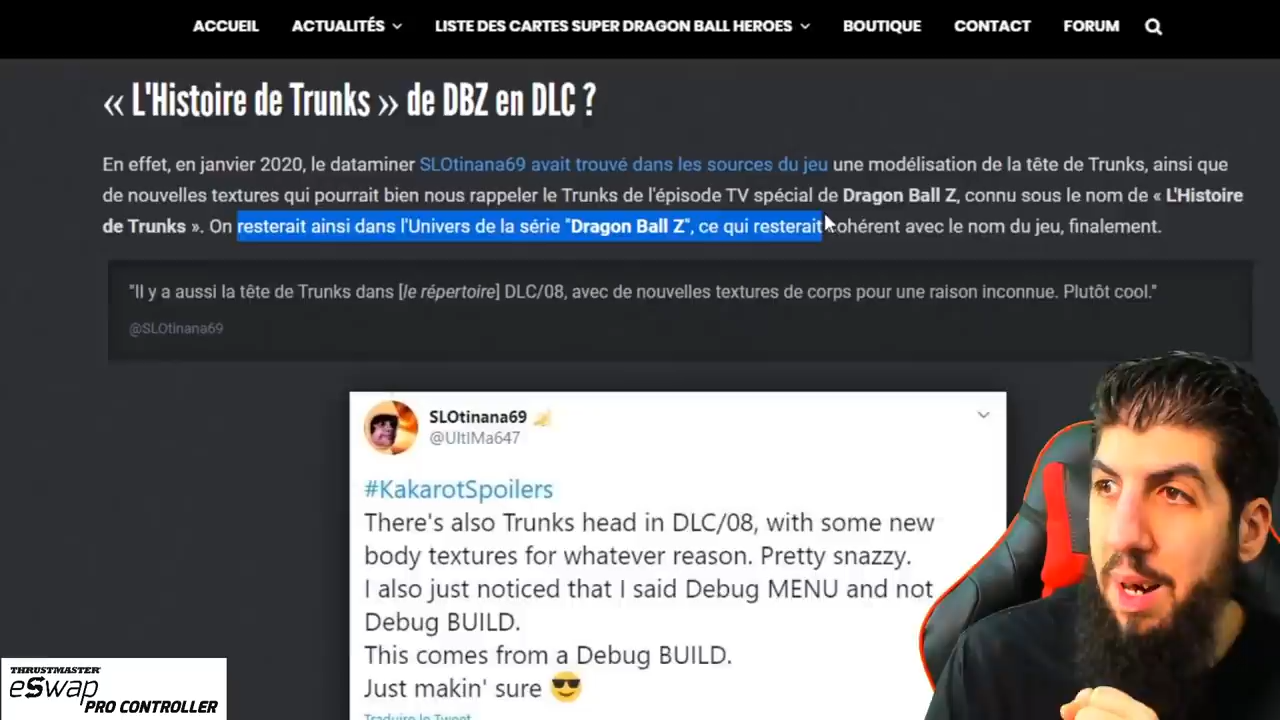 ACCUEIL ACTUALITÉS LISTE DES CARTES SUPER DRAGON BALL HEROES BOUTIQUE CONTACT FORUM
« L'Histoire de Trunks » de DBZ en DLC ?
En effet, en janvier 2020, le dataminer SLOtinana69 avait trouvé dans les sources du jeu une modélisation de la tête de Trunks, ainsi que
de nouvelles textures qui pourrait bien nous rappeler le Trunks de l'épisode TV spécial de Dragon Ball Z, connu sous le nom de « L'Histoire
de Trunks ». On resterait ainsi dans l'Univers de la série "Dragon Ball Z", ce qui resterait cohérent avec le nom du jeu, finalement.
"Il y a aussi la tête de Trunks dans [le répertoire] DLC/08, avec de nouvelles textures de corps pour une raison inconnue. Plutôt cool."
@SLOtinana69
SLOtinana69
@UltIMa647
#KakarotSpoilers
There's also Trunks head in DLC/08, with some new
body textures for whatever reason. Pretty snazzy.
I also just noticed that I said Debug MENU and not
Debug BUILD.
This comes from a Debug BUILD.
Just makin' sure 😎
Traduire le Tweet
THRUSTMASTER
eSwap
PRO CONTROLLER